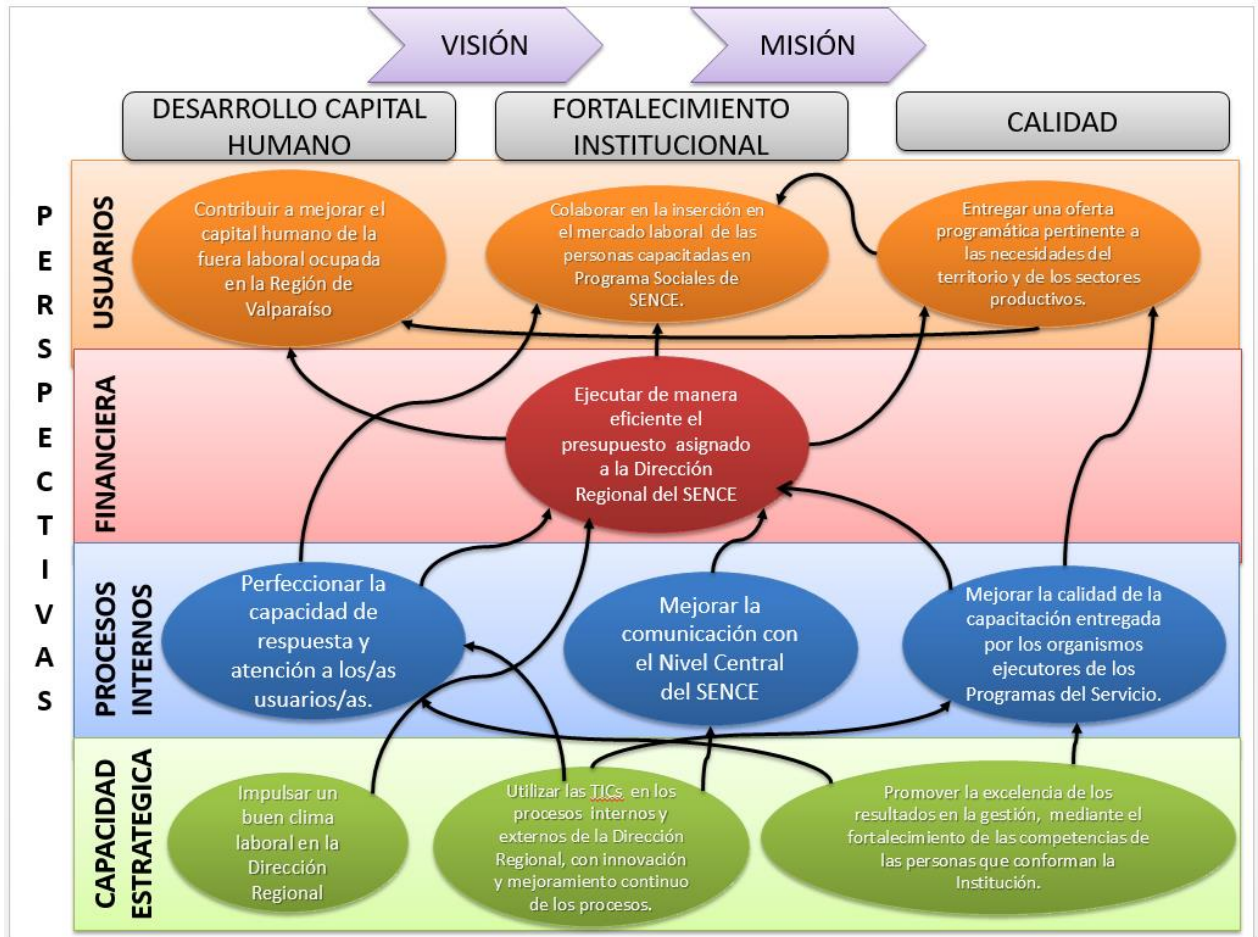 VISIÓN
MISIÓN
DESARROLLO CAPITAL
HUMANO
FORTALECIMIENTO
INSTITUCIONAL
CALIDAD
PERSPECTIVAS
USUARIOS
Contribuir a mejorar el
capital humano de la
fuera laboral ocupada
en la Región de
Valparaíso
Colaborar en la inserción en
el mercado laboral de las
personas capacitadas en
Programa Sociales de
SENCE.
Entregar una oferta
programática pertinente a
las necesidades del
territorio y de los sectores
productivos.
FINANCIERA
Ejecutar de manera
eficiente el
presupuesto asignado
a la Dirección
Regional del SENCE
PROCESOS
INTERNOS
Perfeccionar la
capacidad de
respuesta y
atención a los/as
usuarios/as.
Mejorar la
comunicación con
el Nivel Central
del SENCE
Mejorar la calidad de la
capacitación entregada
por los organismos
ejecutores de los
Programas del Servicio.
CAPACIDAD
ESTRATEGICA
Impulsar un
buen clima
laboral en la
Dirección
Regional
Utilizar las TICs en los
procesos internos y
externos de la Dirección
Regional, con innovación
y mejoramiento continuo
de los procesos.
Promover la excelencia de los
resultados en la gestión, mediante el
fortalecimiento de las competencias de
las personas que conforman la
Institución.